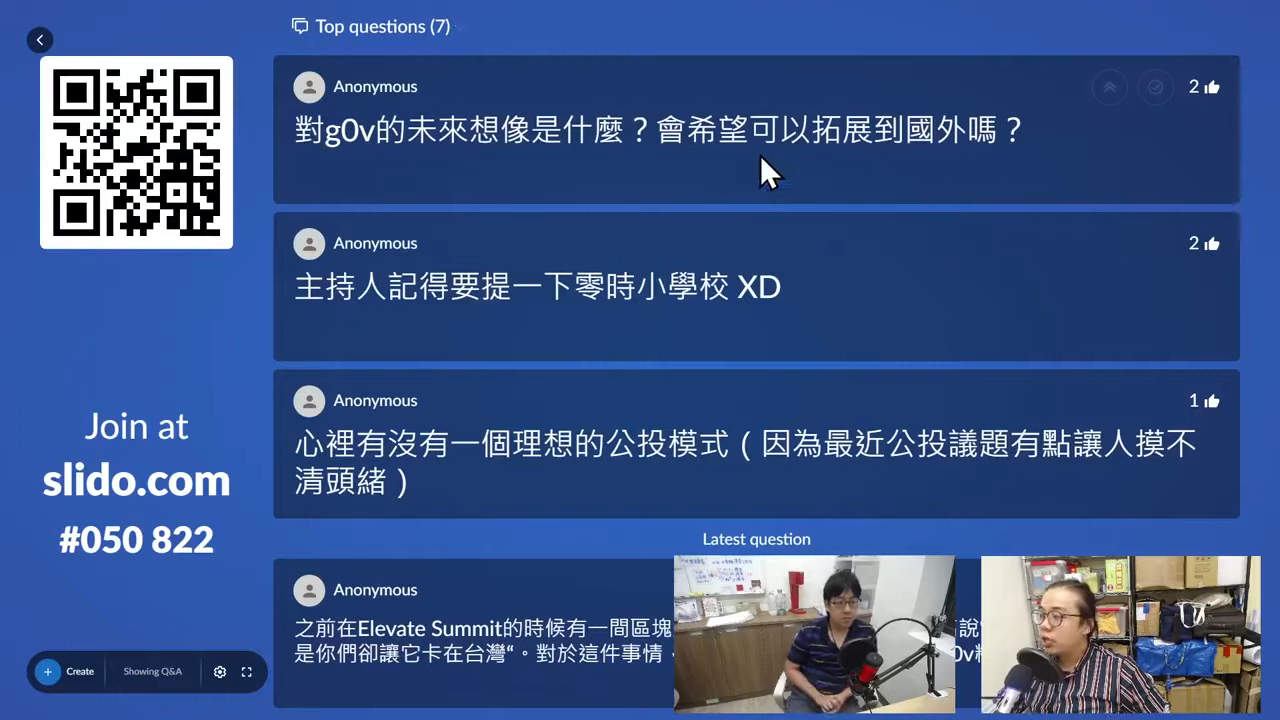 Top questions (7)
Anonymous
2
對g0v的未來想像是什麼？會希望可以拓展到國外嗎？
Anonymous
2
主持人記得要提一下零時小學校 XD
Anonymous
1
心裡有沒有一個理想的公投模式（因為最近公投議題有點讓人摸不
清頭緒）
Join at
slido.com
#050 822
Latest question
Anonymous
之前在Elevate Summit的時候有一間區塊
說
是你們卻讓它卡在台灣“。對於這件事情，
0v
Create
Showing Q&A